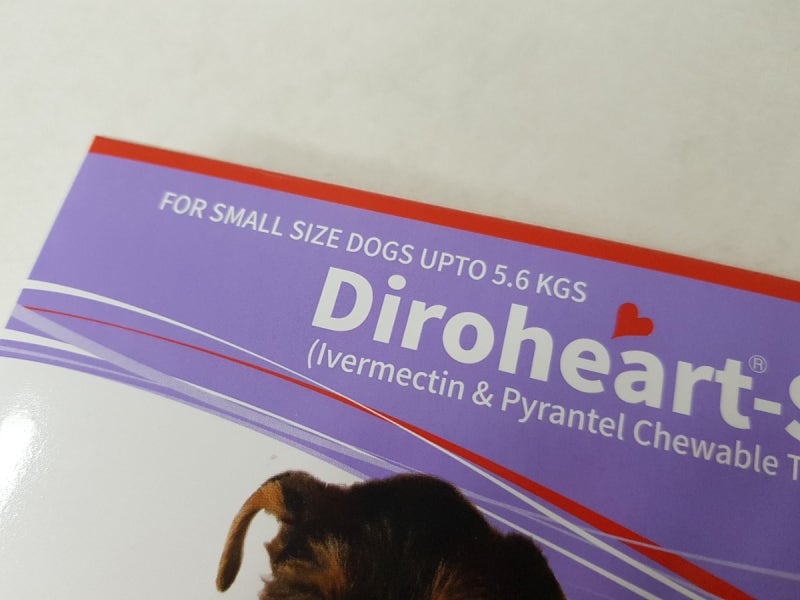 FOR SMALL SIZE DOGS UPTO 5.6 KGS
Diroheart®-S
(Ivermectin & Pyrantel Chewable T